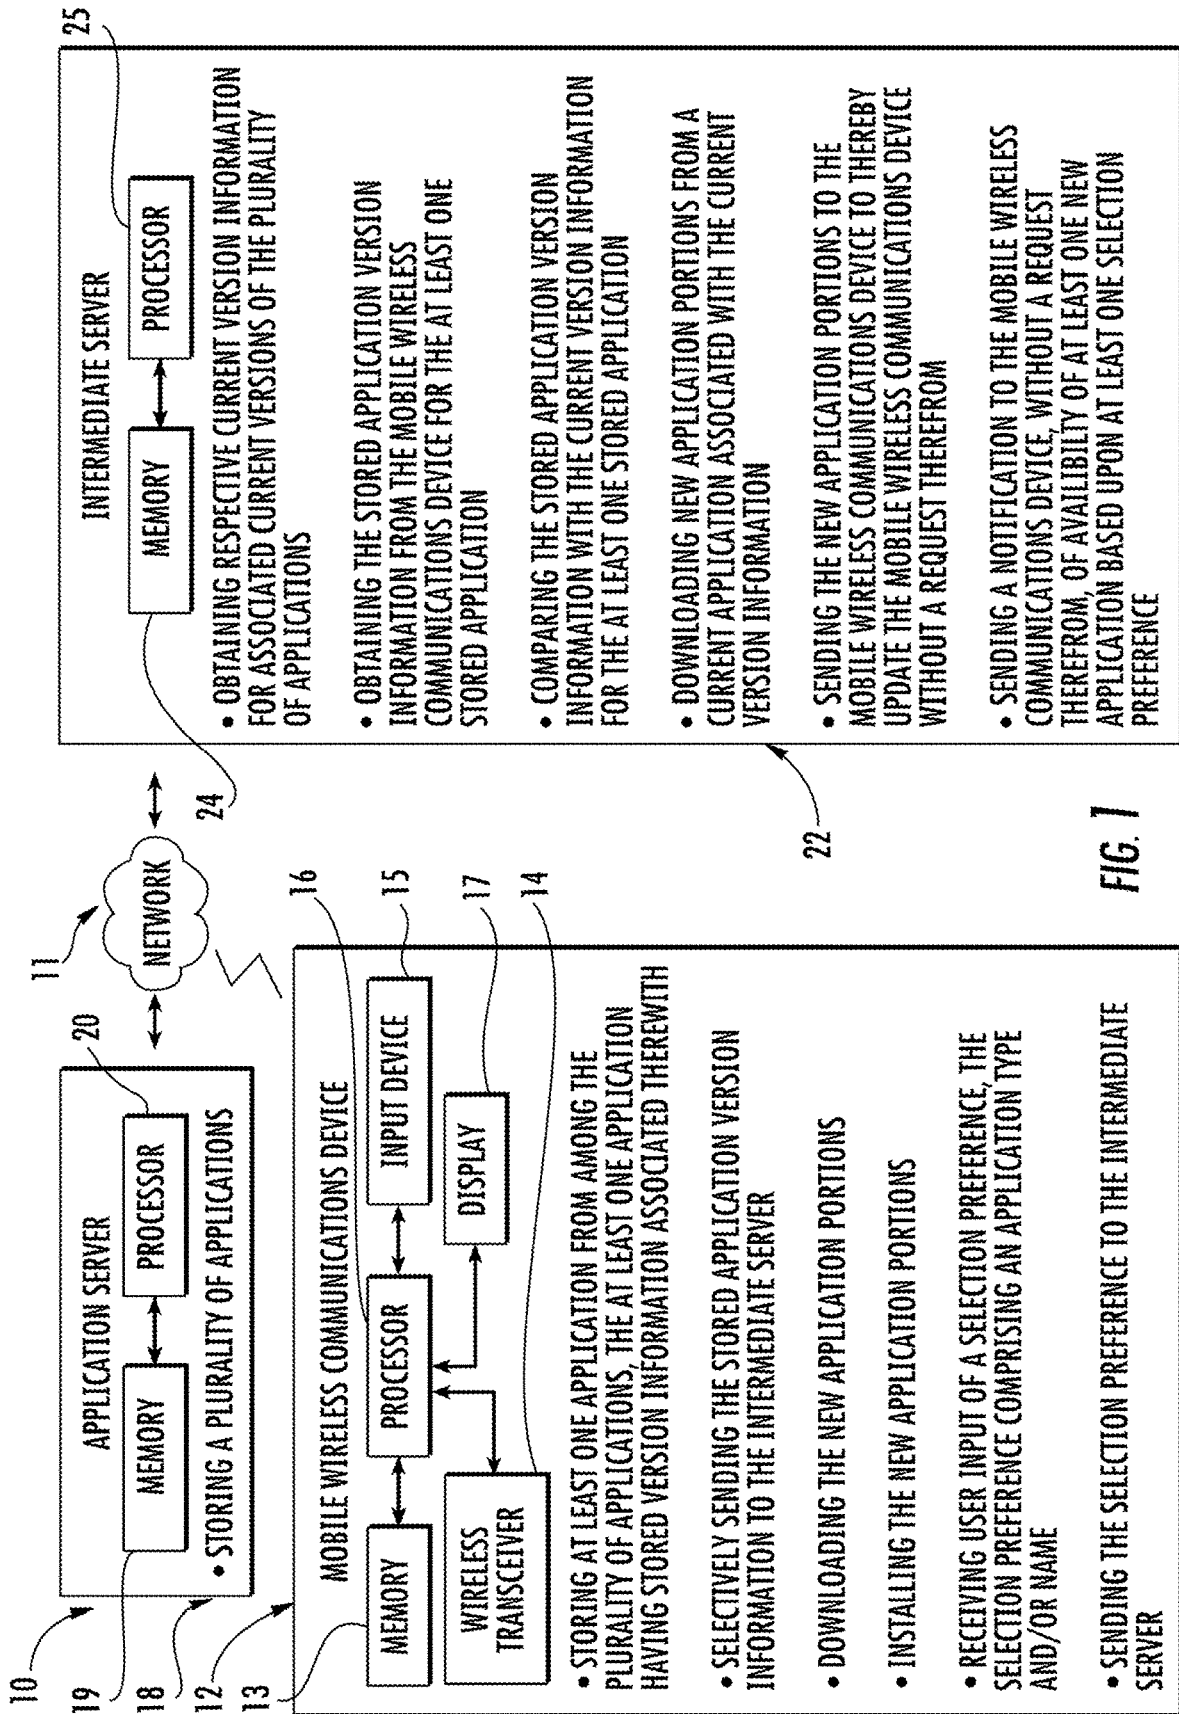 10
APPLICATION SERVER
19
MEMORY
PROCESSOR
20
18
• STORING A PLURALITY OF APPLICATIONS
11
NETWORK
12
MOBILE WIRELESS COMMUNICATIONS DEVICE
13
MEMORY
PROCESSOR
16
INPUT DEVICE
15
WIRELESS
TRANSCEIVER
DISPLAY
17
14
• STORING AT LEAST ONE APPLICATION FROM AMONG THE
PLURALITY OF APPLICATIONS, THE AT LEAST ONE APPLICATION
HAVING STORED VERSION INFORMATION ASSOCIATED THEREWITH
• SELECTIVELY SENDING THE STORED APPLICATION VERSION
INFORMATION TO THE INTERMEDIATE SERVER
• DOWNLOADING THE NEW APPLICATION PORTIONS
• INSTALLING THE NEW APPLICATION PORTIONS
• RECEIVING USER INPUT OF A SELECTION PREFERENCE, THE
SELECTION PREFERENCE COMPRISING AN APPLICATION TYPE
AND/OR NAME
• SENDING THE SELECTION PREFERENCE TO THE INTERMEDIATE
SERVER
INTERMEDIATE SERVER
24
MEMORY
PROCESSOR
25
• OBTAINING RESPECTIVE CURRENT VERSION INFORMATION
FOR ASSOCIATED CURRENT VERSIONS OF THE PLURALITY
OF APPLICATIONS
• OBTAINING THE STORED APPLICATION VERSION
INFORMATION FROM THE MOBILE WIRELESS
COMMUNICATIONS DEVICE FOR THE AT LEAST ONE
STORED APPLICATION
• COMPARING THE STORED APPLICATION VERSION
INFORMATION WITH THE CURRENT VERSION INFORMATION
FOR THE AT LEAST ONE STORED APPLICATION
• DOWNLOADING NEW APPLICATION PORTIONS FROM A
CURRENT APPLICATION ASSOCIATED WITH THE CURRENT
VERSION INFORMATION
• SENDING THE NEW APPLICATION PORTIONS TO THE
MOBILE WIRELESS COMMUNICATIONS DEVICE TO THEREBY
UPDATE THE MOBILE WIRELESS COMMUNICATIONS DEVICE
WITHOUT A REQUEST THEREFROM
• SENDING A NOTIFICATION TO THE MOBILE WIRELESS
COMMUNICATIONS DEVICE, WITHOUT A REQUEST
THEREFROM, OF AVAILIBILTY OF AT LEAST ONE NEW
APPLICATION BASED UPON AT LEAST ONE SELECTION
PREFERENCE
22
FIG. 1